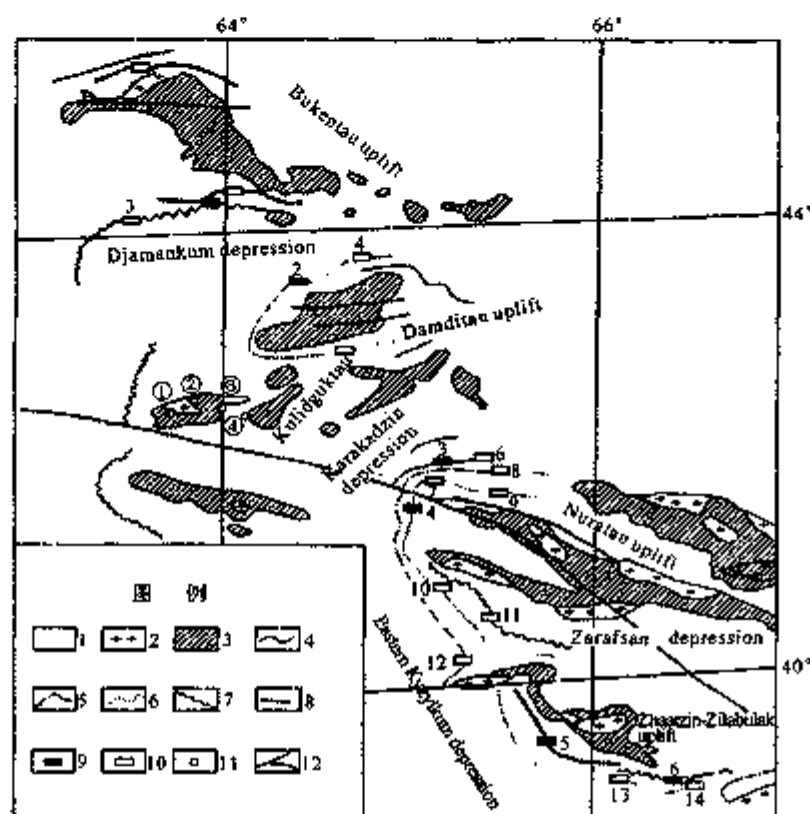 64°
66°
Bukentau uplift
44°
3
Djamankum depression
4
2
Damditau uplift
① ② ③
④
Kulidguktau
Karakadzin
depression
6
8
9
4
Nuratau uplift
10
11
Zarafsan depression
12
40°
Eastern Kyzylkum depression
Ziaetzin-Zilabulak
uplift
5
6
13
14
图 例
1 2 3 4
5 6 7 8
9 10 11 12